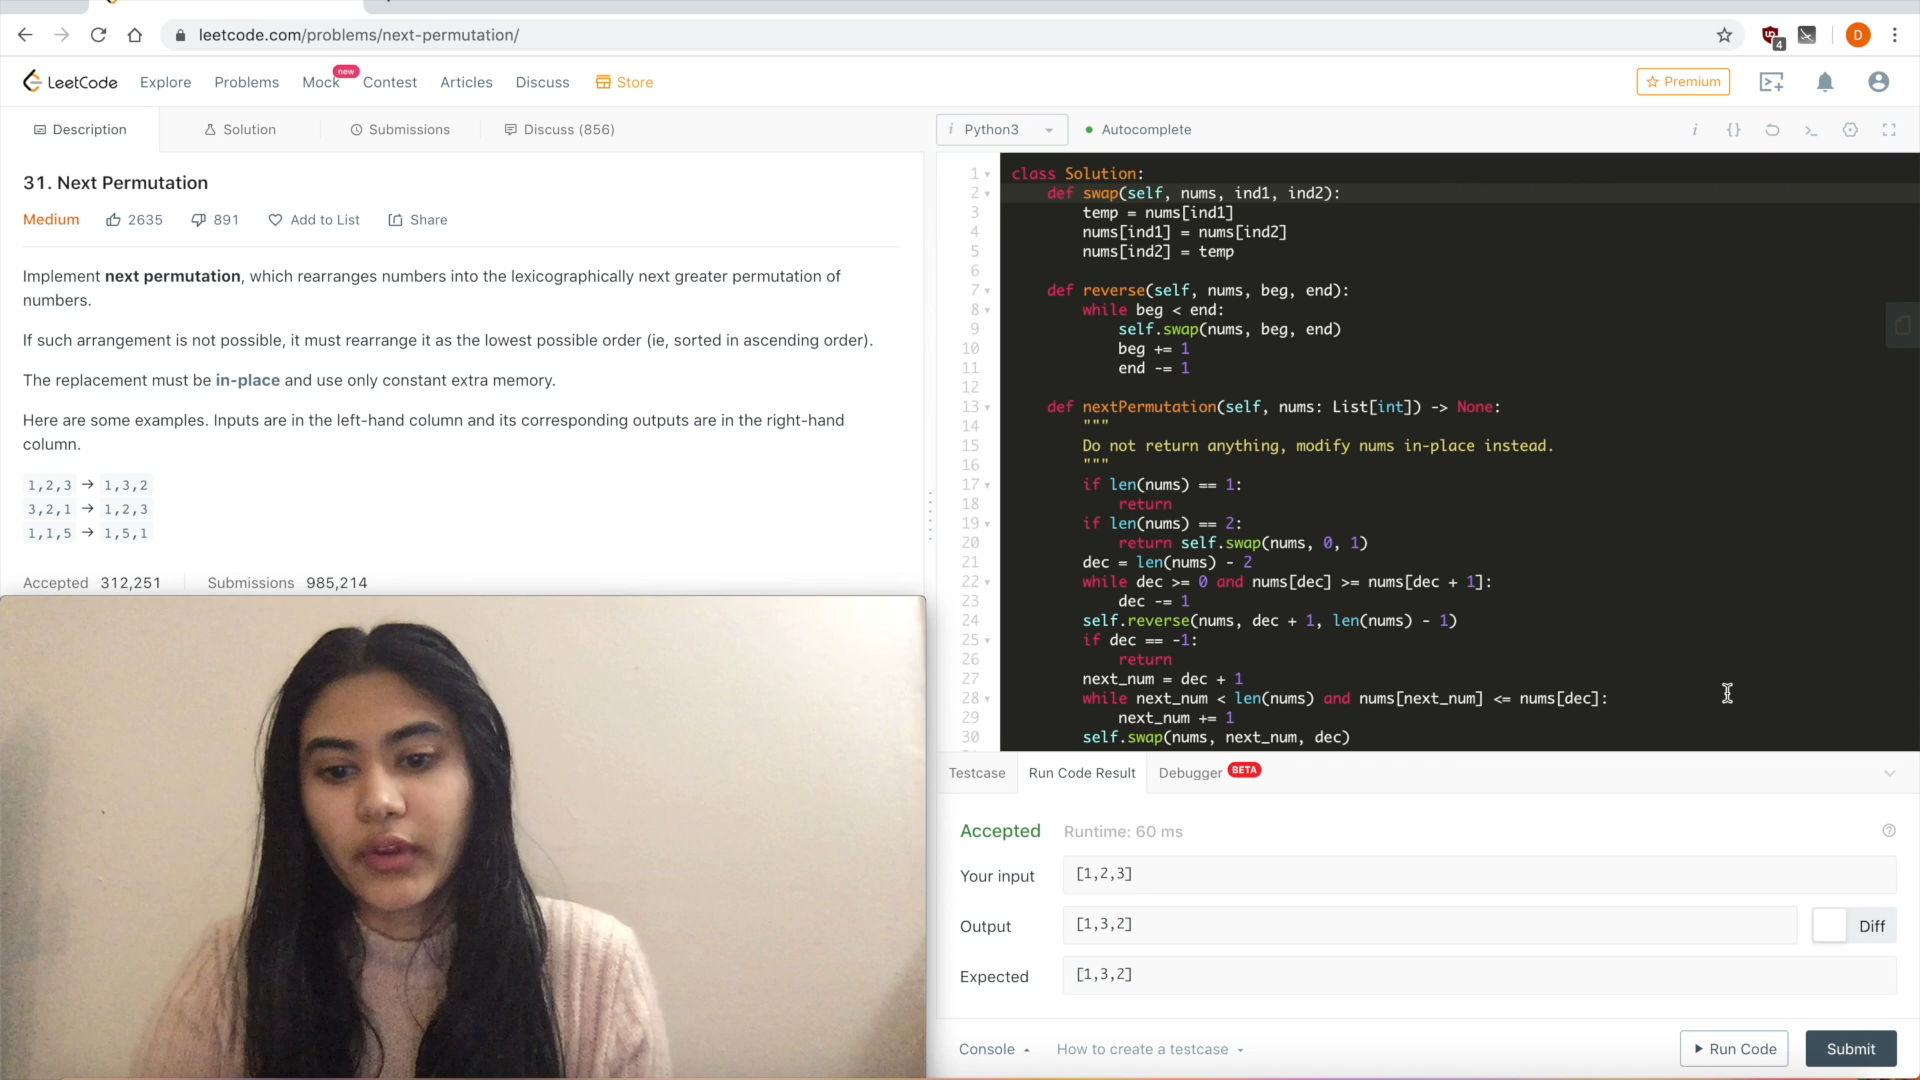 leetcode.com/problems/next-permutation/
4
D
LeetCode Explore Problems Mock new Contest Articles Discuss Store
Premium
Description Solution Submissions Discuss (856)
31. Next Permutation
Medium 2635 891 Add to List Share
Implement next permutation, which rearranges numbers into the lexicographically next greater permutation of
numbers.
If such arrangement is not possible, it must rearrange it as the lowest possible order (ie, sorted in ascending order).
The replacement must be in-place and use only constant extra memory.
Here are some examples. Inputs are in the left-hand column and its corresponding outputs are in the right-hand
column.
1,2,3 → 1,3,2
3,2,1 → 1,2,3
1,1,5 → 1,5,1
Accepted 312,251 Submissions 985,214
i Python3 Autocomplete
i {} >_
1 class Solution:
2 def swap(self, nums, ind1, ind2):
3 temp = nums[ind1]
4 nums[ind1] = nums[ind2]
5 nums[ind2] = temp
6
7 def reverse(self, nums, beg, end):
8 while beg < end:
9 self.swap(nums, beg, end)
10 beg += 1
11 end -= 1
12
13 def nextPermutation(self, nums: List[int]) -> None:
14 """
15 Do not return anything, modify nums in-place instead.
16 """
17 if len(nums) == 1:
18 return
19 if len(nums) == 2:
20 return self.swap(nums, 0, 1)
21 dec = len(nums) - 2
22 while dec >= 0 and nums[dec] >= nums[dec + 1]:
23 dec -= 1
24 self.reverse(nums, dec + 1, len(nums) - 1)
25 if dec == -1:
26 return
27 next_num = dec + 1
28 while next_num < len(nums) and nums[next_num] <= nums[dec]:
29 next_num += 1
30 self.swap(nums, next_num, dec)
Testcase Run Code Result Debugger BETA
Accepted Runtime: 60 ms
Your input [1,2,3]
Output [1,3,2] Diff
Expected [1,3,2]
Console How to create a testcase Run Code Submit